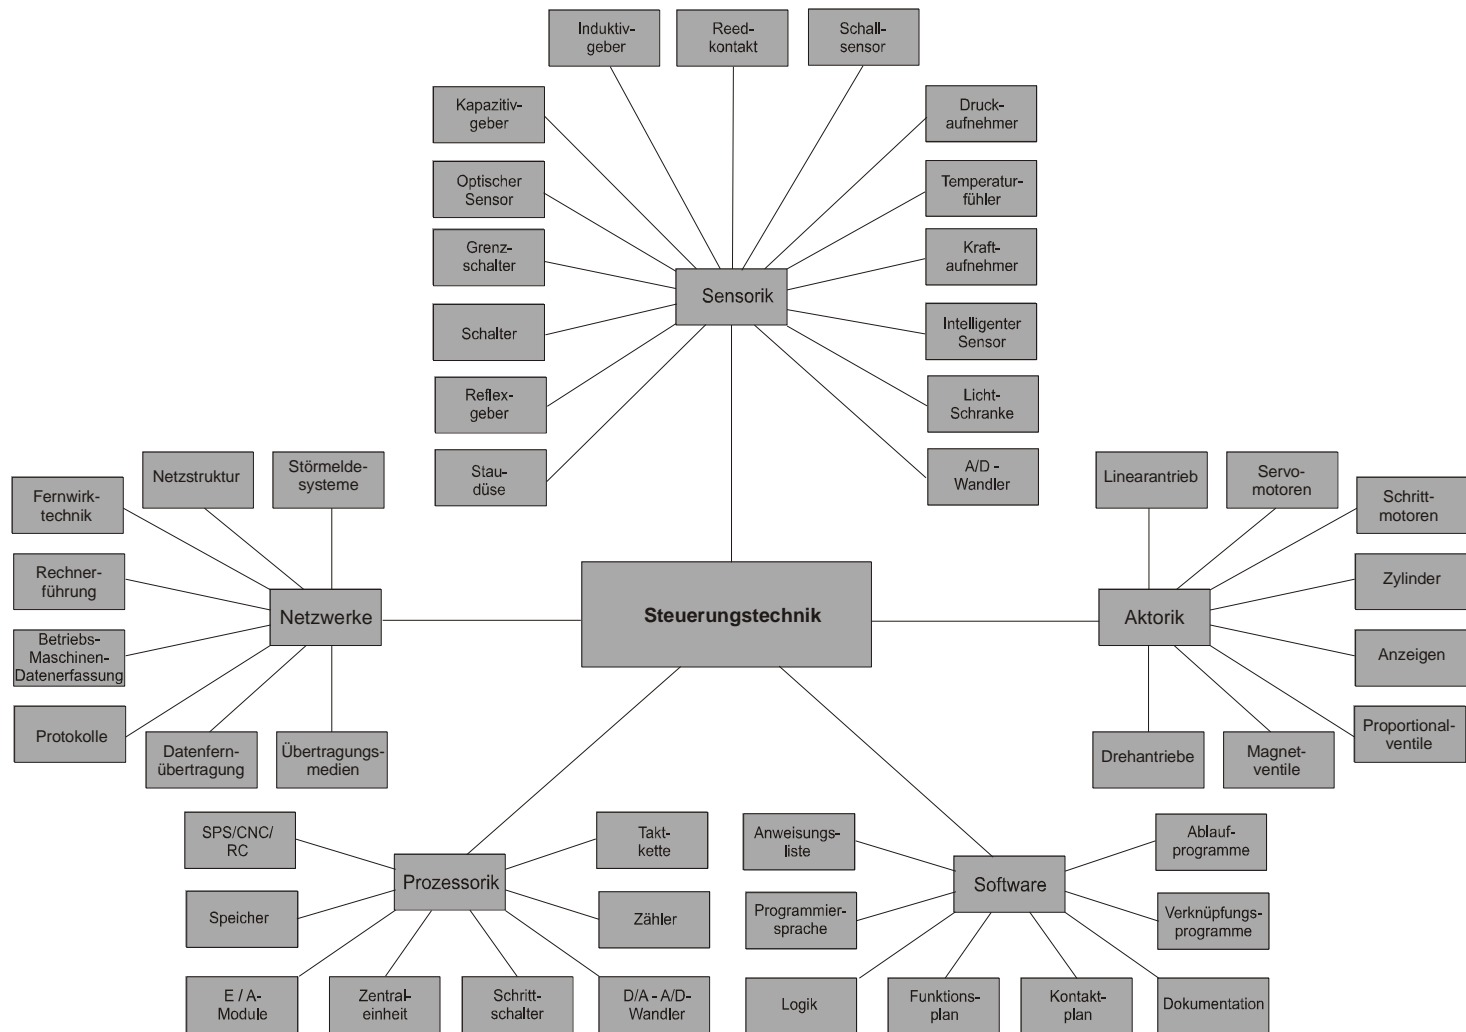 Induktiv-
geber
Reed-
kontakt
Schall-
sensor
Kapazitiv-
geber
Druck-
aufnehmer
Optischer
Sensor
Temperatur-
fühler
Grenz-
schalter
Kraft-
aufnehmer
Sensorik
Schalter
Intelligenter
Sensor
Reflex-
geber
Licht-
Schranke
Stau-
düse
A/D -
Wandler
Netzstruktur
Störmelde-
systeme
Fernwirk-
technik
Rechner-
führung
Netzwerke
Betriebs-
Maschinen-
Datenerfassung
Protokolle
Datenfern-
übertragung
Übertragungs-
medien
Steuerungstechnik
Linearantrieb
Servo-
motoren
Schritt-
motoren
Zylinder
Aktorik
Anzeigen
Proportional-
ventile
Drehantriebe
Magnet-
ventile
SPS/CNC/
RC
Takt-
kette
Prozessorik
Speicher
Zähler
E / A-
Module
Zentral-
einheit
Schritt-
schalter
D/A - A/D-
Wandler
Anweisungs-
liste
Ablauf-
programme
Software
Programmier-
sprache
Verknüpfungs-
programme
Logik
Funktions-
plan
Kontakt-
plan
Dokumentation